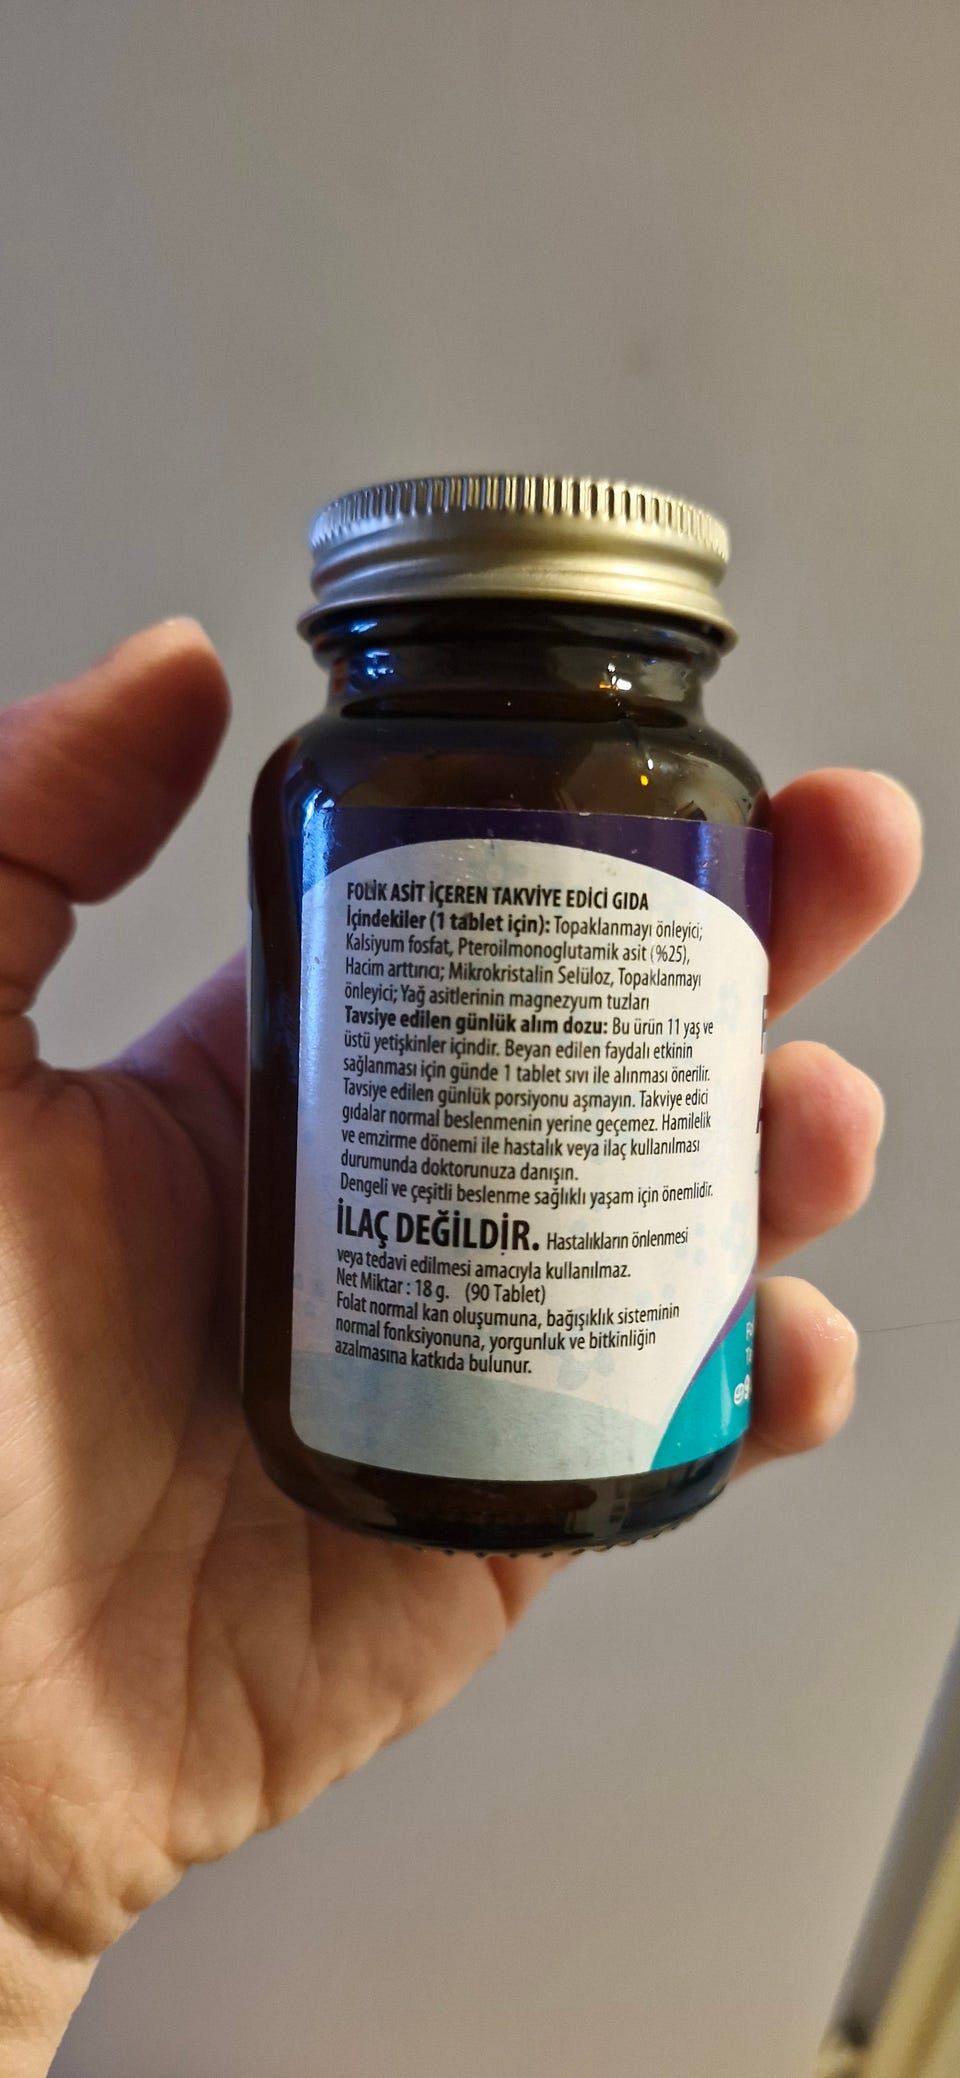 FOLİK ASİT İÇEREN TAKVİYE EDİCİ GIDA
İçindekiler (1 tablet için): Topaklanmayı önleyici;
Kalsiyum fosfat, Pteroilmonoglutamik asit (%25),
Hacim arttırıcı; Mikrokristalin Selüloz, Topaklanmayı
önleyici; Yağ asitlerinin magnezyum tuzları
Tavsiye edilen günlük alım dozu: Bu ürün 11 yaş ve
üstü yetişkinler içindir. Beyan edilen faydalı etkinin
sağlanması için günde 1 tablet sıvı ile alınması önerilir.
Tavsiye edilen günlük porsiyonu aşmayın. Takviye edici
gıdalar normal beslenmenin yerine geçemez. Hamilelik
ve emzirme dönemi ile hastalık veya ilaç kullanılması
durumunda doktorunuza danışın.
Dengeli ve çeşitli beslenme sağlıklı yaşam için önemlidir.
İLAÇ DEĞİLDİR. Hastalıkların önlenmesi
veya tedavi edilmesi amacıyla kullanılmaz.
Net Miktar : 18 g. (90 Tablet)
Folat normal kan oluşumuna, bağışıklık sisteminin
normal fonksiyonuna, yorgunluk ve bitkinliğin
azalmasına katkıda bulunur.